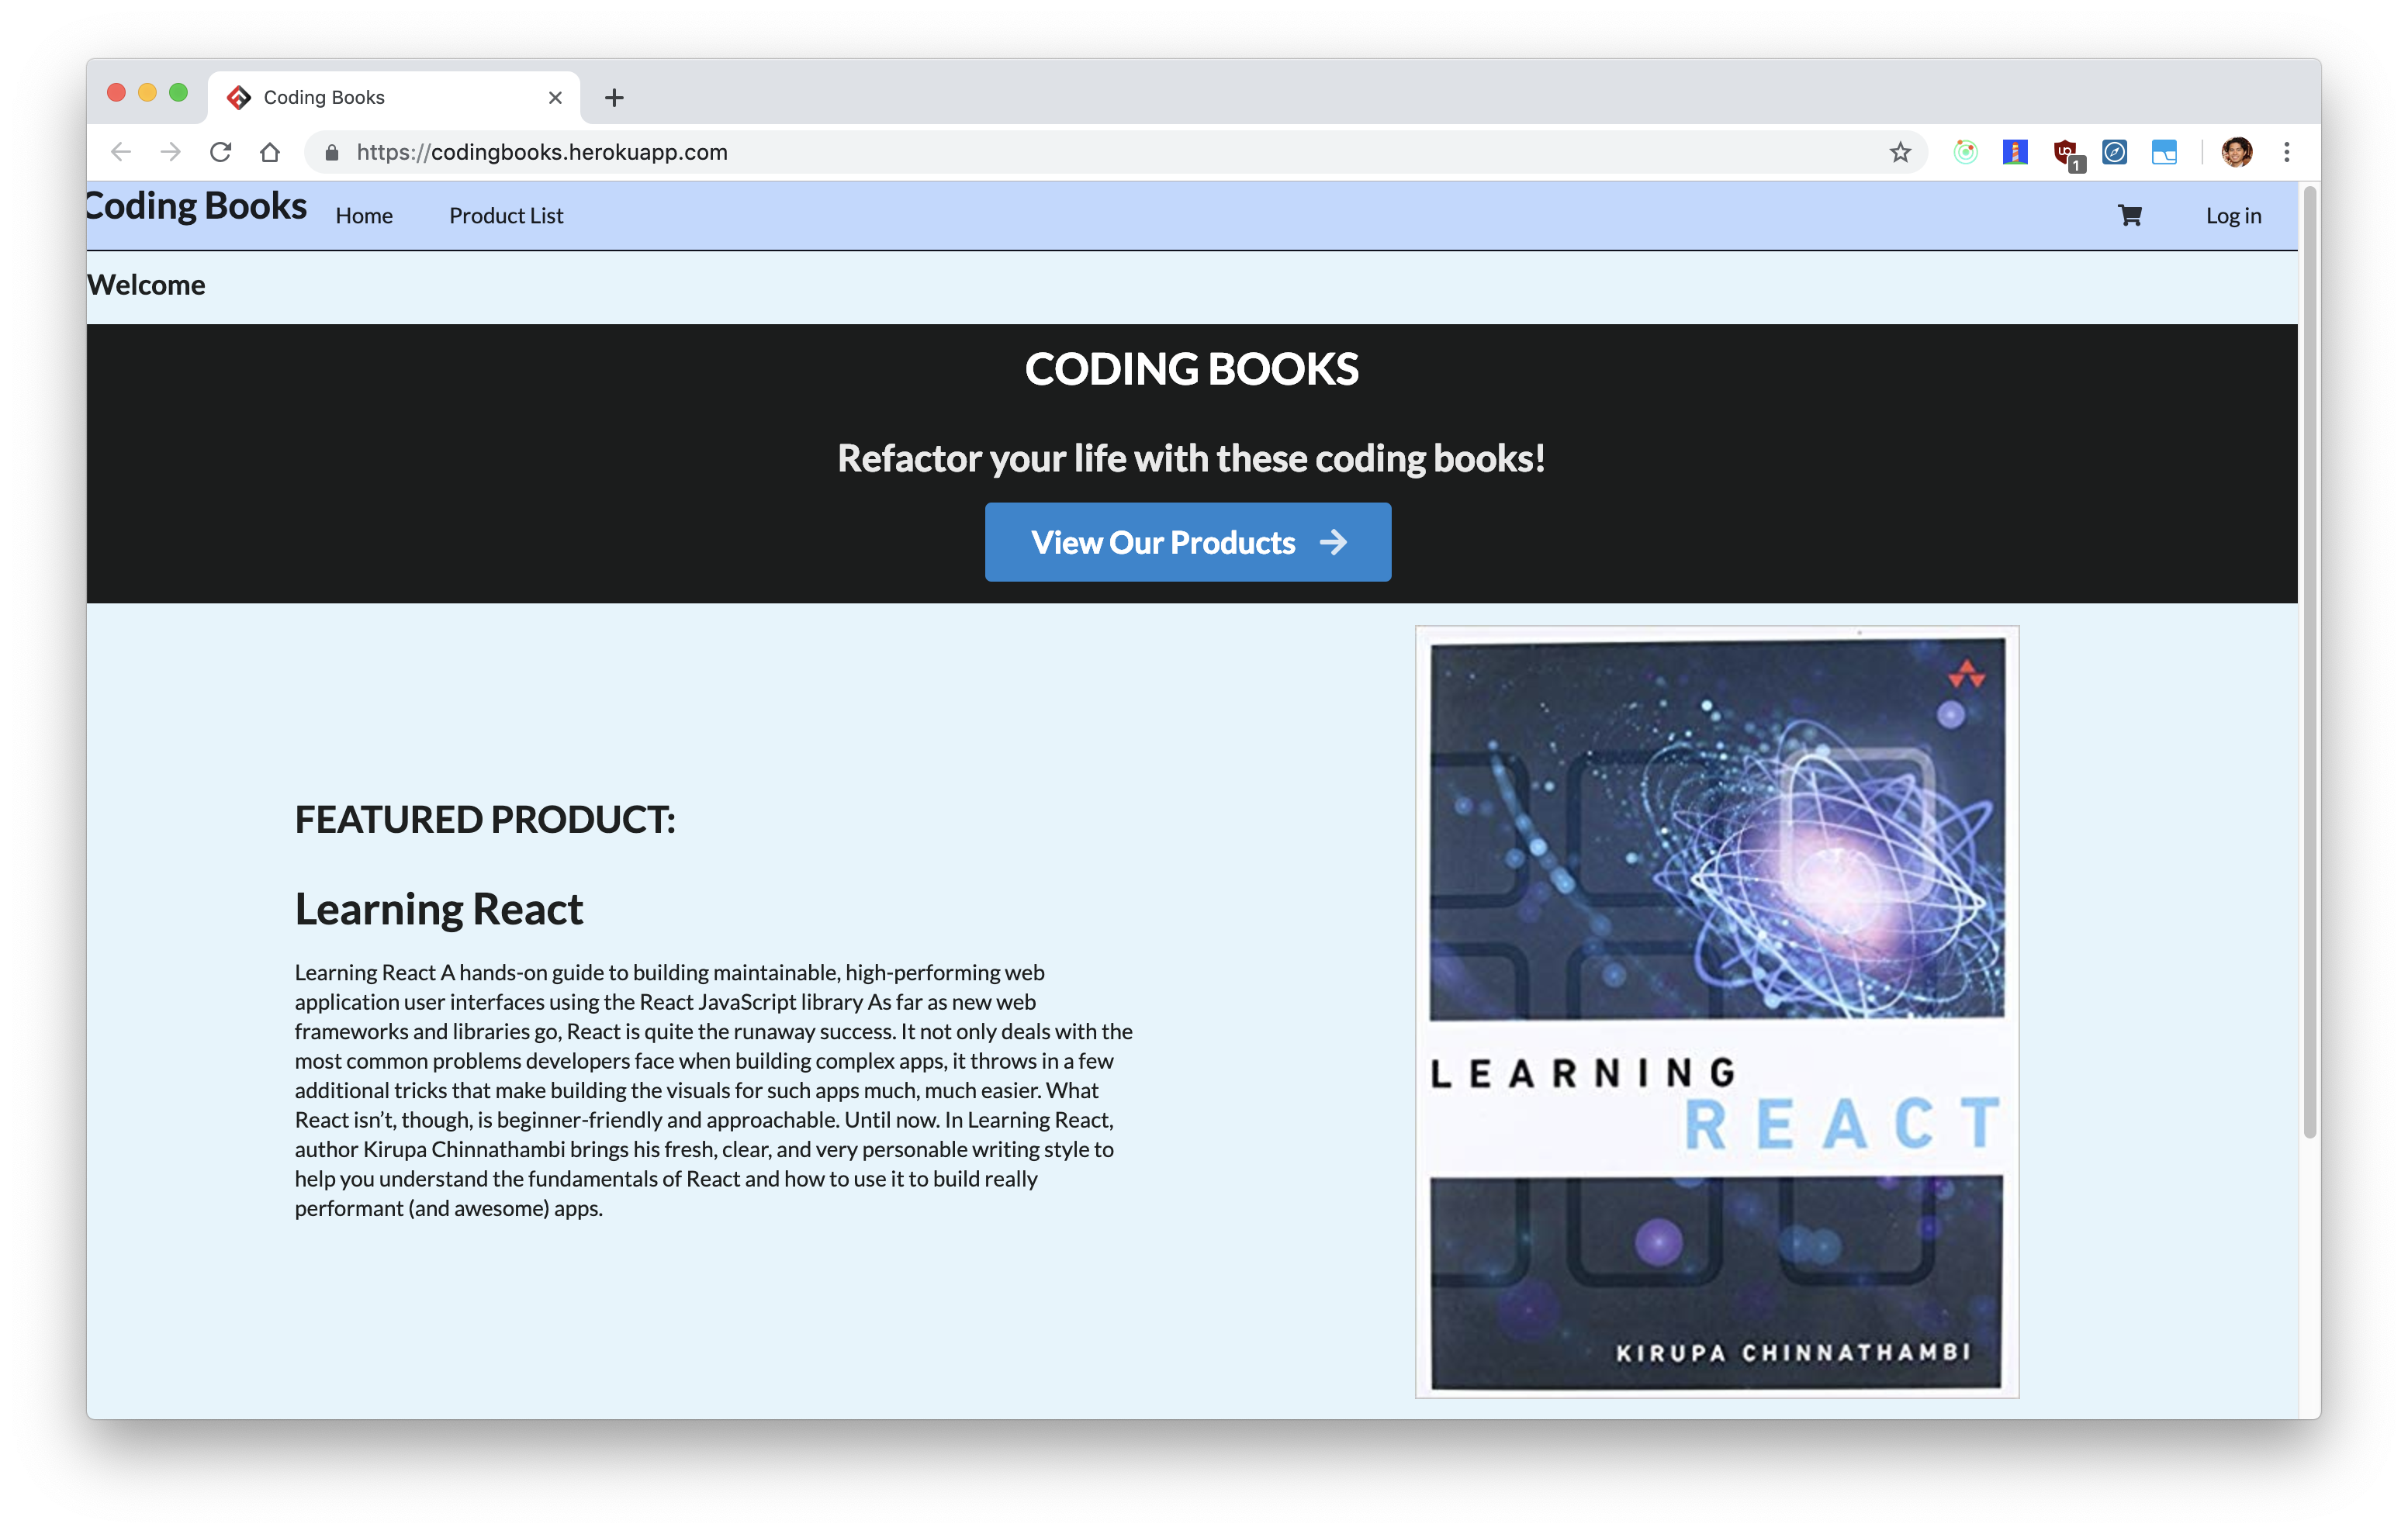 Coding Books
https://codingbooks.herokuapp.com
1
Coding Books Home Product List Log in
Welcome
CODING BOOKS
Refactor your life with these coding books!
View Our Products
FEATURED PRODUCT:
Learning React
Learning React A hands-on guide to building maintainable, high-performing web
application user interfaces using the React JavaScript library As far as new web
frameworks and libraries go, React is quite the runaway success. It not only deals with the
most common problems developers face when building complex apps, it throws in a few
additional tricks that make building the visuals for such apps much, much easier. What
React isn’t, though, is beginner-friendly and approachable. Until now. In Learning React,
author Kirupa Chinnathambi brings his fresh, clear, and very personable writing style to
help you understand the fundamentals of React and how to use it to build really
performant (and awesome) apps.
LEARNING
REACT
KIRUPA CHINNATHAMBI